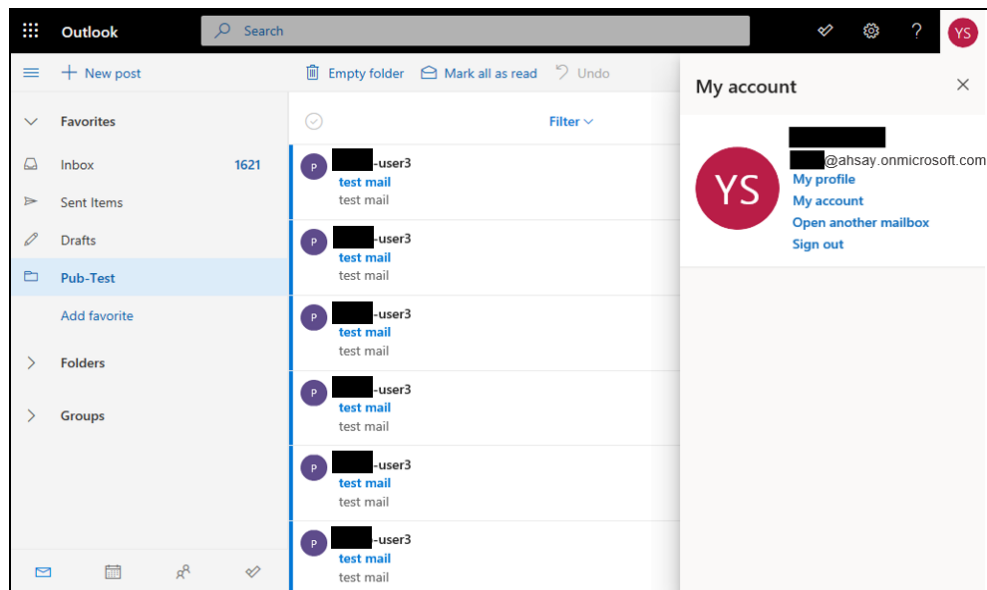 Outlook
Search
YS
New post
Empty folder
Mark all as read
Undo
My account
Favorites
Filter
Inbox 1621
Sent Items
Drafts
Pub-Test
Add favorite
Folders
Groups
P -user3
test mail
test mail
P -user3
test mail
test mail
P -user3
test mail
test mail
P -user3
test mail
test mail
P -user3
test mail
test mail
P -user3
test mail
test mail
YS
@ahsay.onmicrosoft.com
My profile
My account
Open another mailbox
Sign out